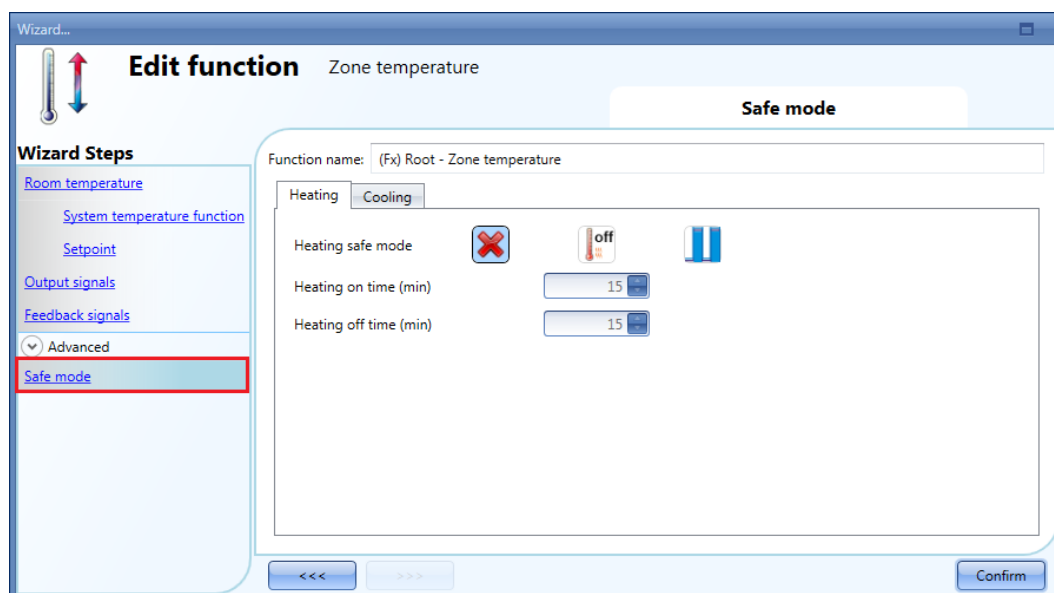 Wizard...
Edit function Zone temperature
Safe mode
Wizard Steps
Room temperature
System temperature function
Setpoint
Output signals
Feedback signals
Advanced
Safe mode
Function name: (Fx) Root - Zone temperature
Heating Cooling
Heating safe mode off
Heating on time (min) 15
Heating off time (min) 15
<<< >>> Confirm